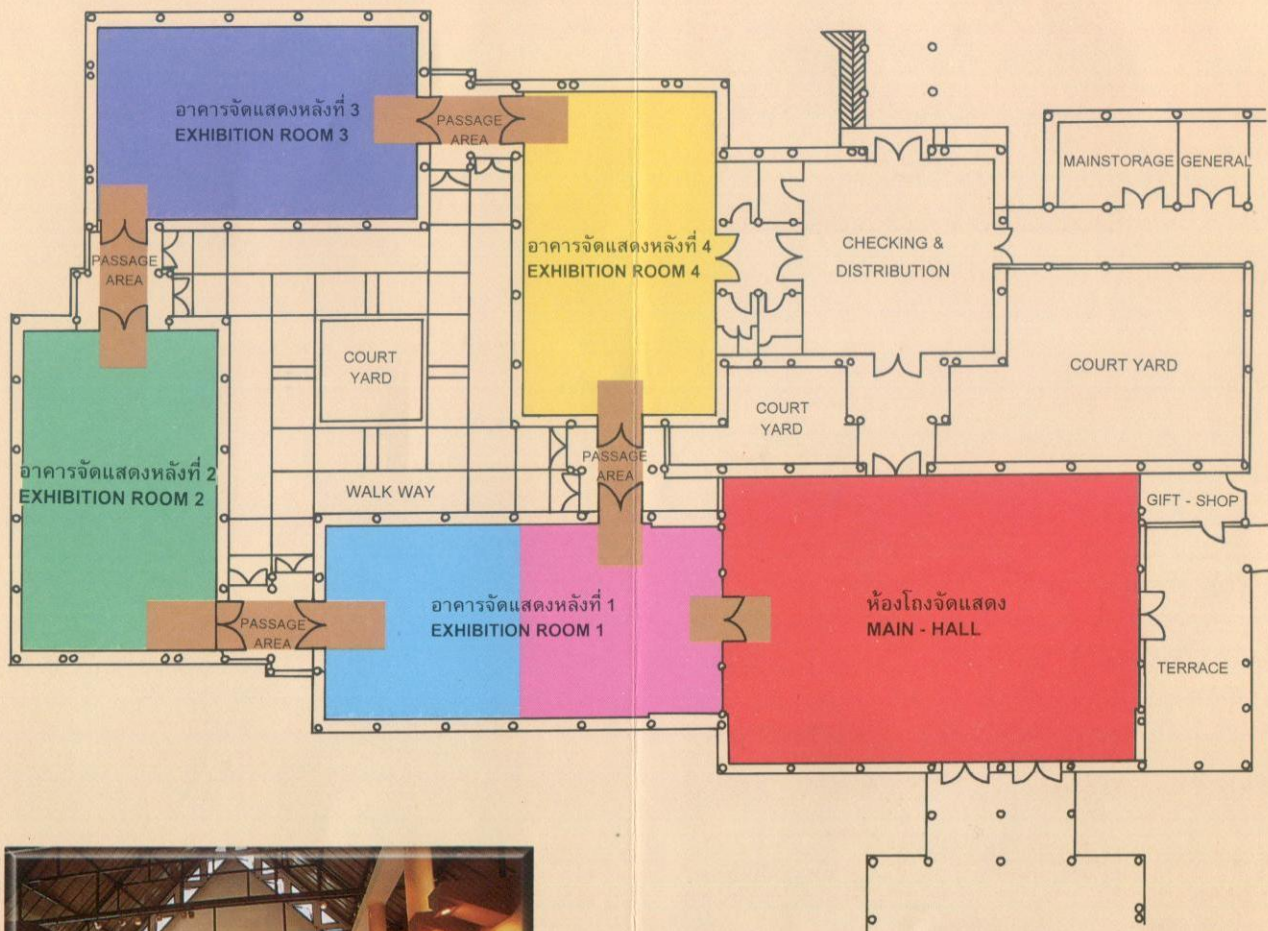 อาคารจัดแสดงหลังที่ 3
EXHIBITION ROOM 3
PASSAGE
AREA
MAINSTORAGE
GENERAL
อาคารจัดแสดงหลังที่ 4
EXHIBITION ROOM 4
CHECKING &
DISTRIBUTION
PASSAGE
AREA
COURT
YARD
COURT YARD
COURT
YARD
อาคารจัดแสดงหลังที่ 2
EXHIBITION ROOM 2
PASSAGE
AREA
WALK WAY
GIFT - SHOP
อาคารจัดแสดงหลังที่ 1
EXHIBITION ROOM 1
ห้องโถงจัดแสดง
MAIN - HALL
PASSAGE
AREA
TERRACE